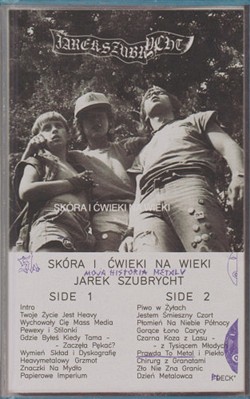 JAREK SZUBRYCHT
SKÓRA I ĆWIEKI NA WIEKI
SKÓRA I ĆWIEKI NA WIEKI
MOJA HISTORIA METALU
JAREK SZUBRYCHT
SIDE 1
Intro
Twoje Życie Jest Heavy
Wychowały Cię Mass Media
Pewexy i Stilonki
Gdzie Byłeś Kiedy Tama -
- Zaczęła Pękać?
Wymień Skład i Dyskografię
Heavymetalowy Grzmot
Znaczki Na Mydło
Papierowe Imperium
SIDE 2
Piwo w Żyłach
Jestem Śmieszny Czart
Płomień Na Niebie Północy
Gorące Łono Carycy
Czarna Koza z Lasu -
- z Tysiącem Młodych
Prawda To Metal i Piekło
Chirurg z Granatami
Zło Nie Zna Granic
Dzień Metalowca